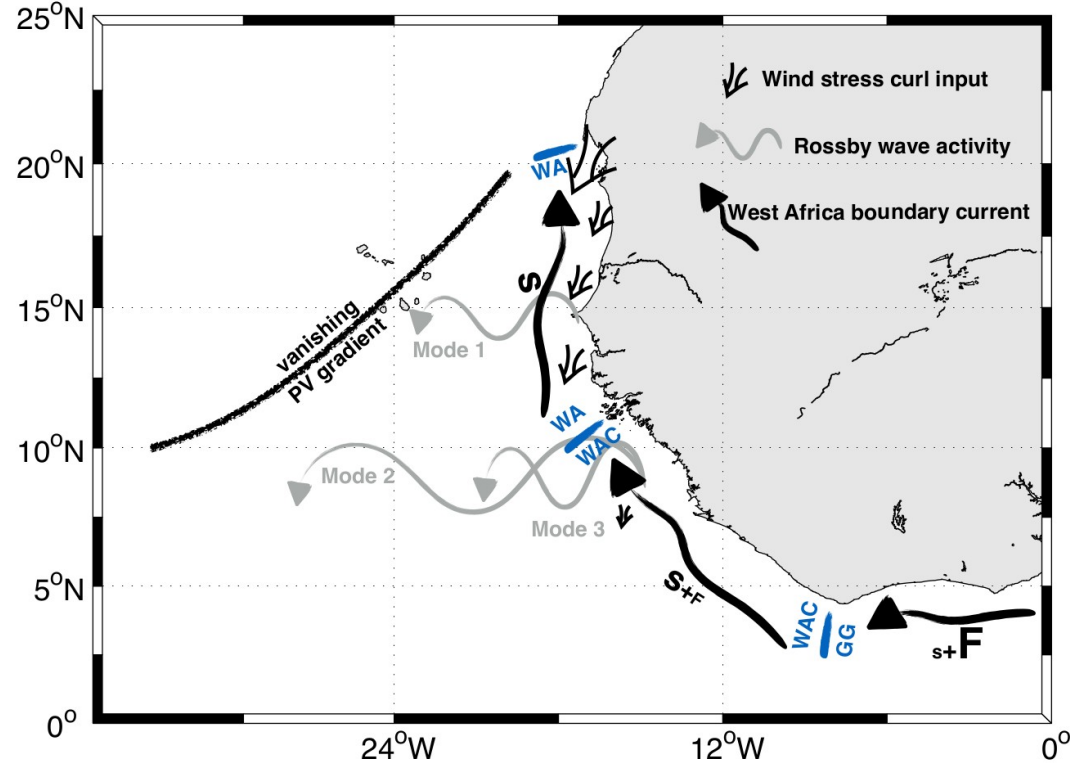 25°N
Wind stress curl input
Rossby wave activity
20°N
WA
West Africa boundary current
S
15°N
vanishing
PV gradient
Mode 1
WA
WAC
10°N
Mode 2
Mode 3
S+F
5°N
WAC
GG
s+F
0°
24°W
12°W
0°